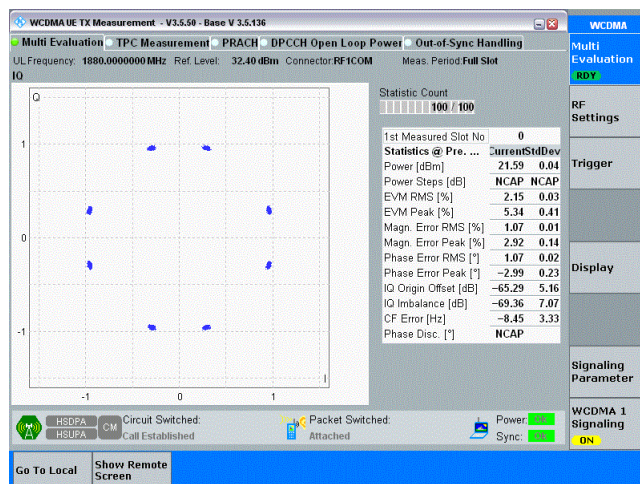 WCDMA UE TX Measurement - V3.5.50 - Base V 3.5.136
WCDMA
Multi Evaluation TPC Measurement PRACH DPCCH Open Loop Power Out-of-Sync Handling
Multi
Evaluation
RDY
UL Frequency: 1880.0000000 MHz Ref. Level: 32.40 dBm Connector:RF1COM Meas. Period:Full Slot
IQ
Q
1
0
-1
-1 0 1
I
Statistic Count
100 / 100
1st Measured Slot No 0
Statistics @ Pre. ... CurrentStdDev
Power [dBm] 21.59 0.04
Power Steps [dB] NCAP NCAP
EVM RMS [%] 2.15 0.03
EVM Peak [%] 5.34 0.41
Magn. Error RMS [%] 1.07 0.01
Magn. Error Peak [%] 2.92 0.14
Phase Error RMS [°] 1.07 0.02
Phase Error Peak [°] -2.99 0.23
IQ Origin Offset [dB] -65.29 5.16
IQ Imbalance [dB] -69.36 7.07
CF Error [Hz] -8.45 3.33
Phase Disc. [°] NCAP
RF
Settings
Trigger
Display
Signaling
Parameter
WCDMA 1
Signaling
ON
HSDPA
HSUPA
CM
Circuit Switched:
Call Established
Packet Switched:
Attached
Power: OK
Sync: OK
Go To Local
Show Remote
Screen